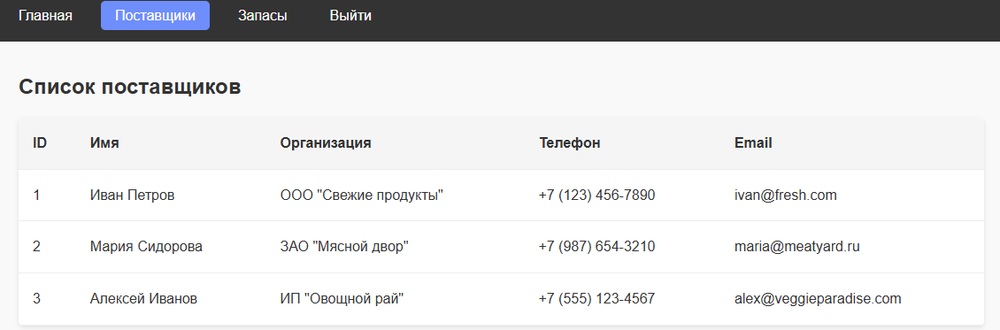 Главная Поставщики Запасы Выйти
Список поставщиков
ID Имя Организация Телефон Email
1 Иван Петров ООО "Свежие продукты" +7 (123) 456-7890 ivan@fresh.com
2 Мария Сидорова ЗАО "Мясной двор" +7 (987) 654-3210 maria@meatyard.ru
3 Алексей Иванов ИП "Овощной рай" +7 (555) 123-4567 alex@veggieparadise.com